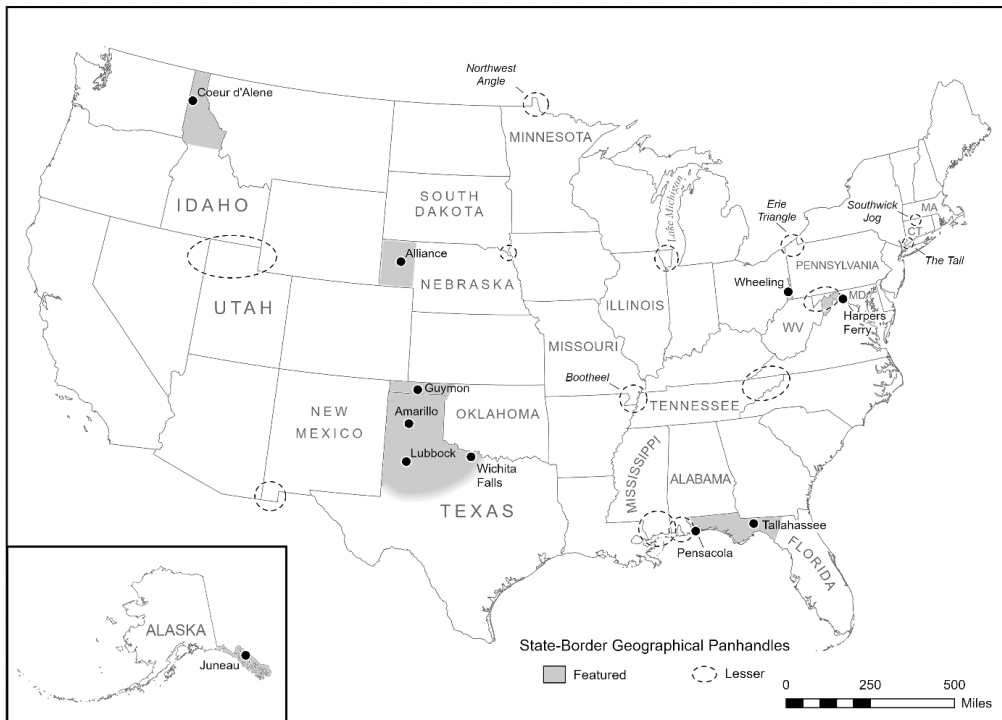 Northwest
Angle
Coeur d'Alene
MINNESOTA
Lake Michigan
SOUTH
DAKOTA
IDAHO
Erie
Triangle
Southwick
Jog
MA
CT
The Tail
Alliance
NEBRASKA
PENNSYLVANIA
Wheeling
MD
Harpers
Ferry
UTAH
ILLINOIS
WV
MISSOURI
Bootheel
Guymon
TENNESSEE
NEW
MEXICO
Amarillo
OKLAHOMA
Lubbock
Wichita
Falls
MISSISSIPPI
ALABAMA
TEXAS
Tallahassee
Pensacola
FLORIDA
ALASKA
Juneau
State-Border Geographical Panhandles
Featured
Lesser
0 250 500
Miles